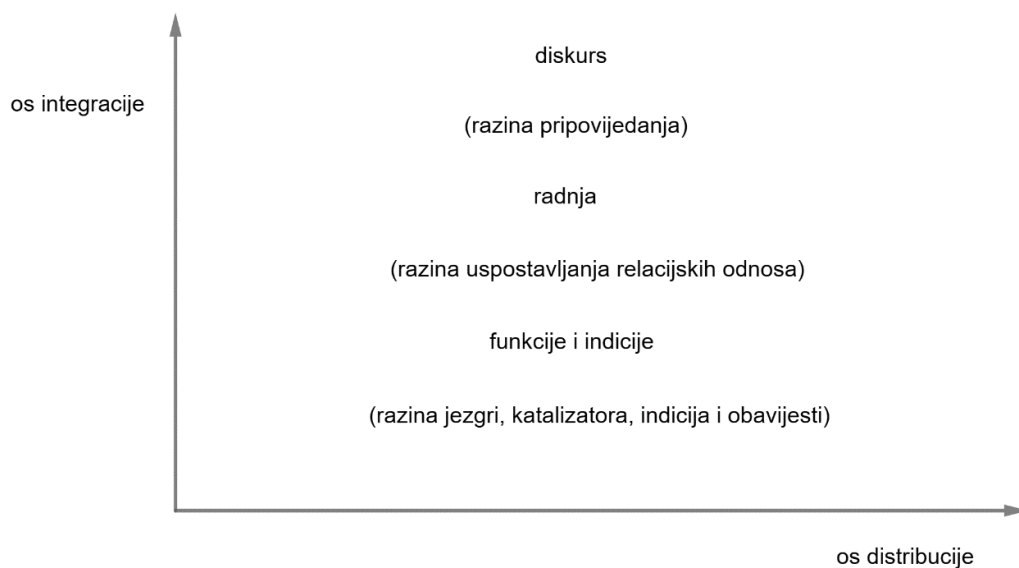 diskurs
os integracije
(razina pripovijedanja)
radnja
(razina uspostavljanja relacijskih odnosa)
funkcije i indicije
(razina jezgri, katalizatora, indicija i obavijesti)
os distribucije